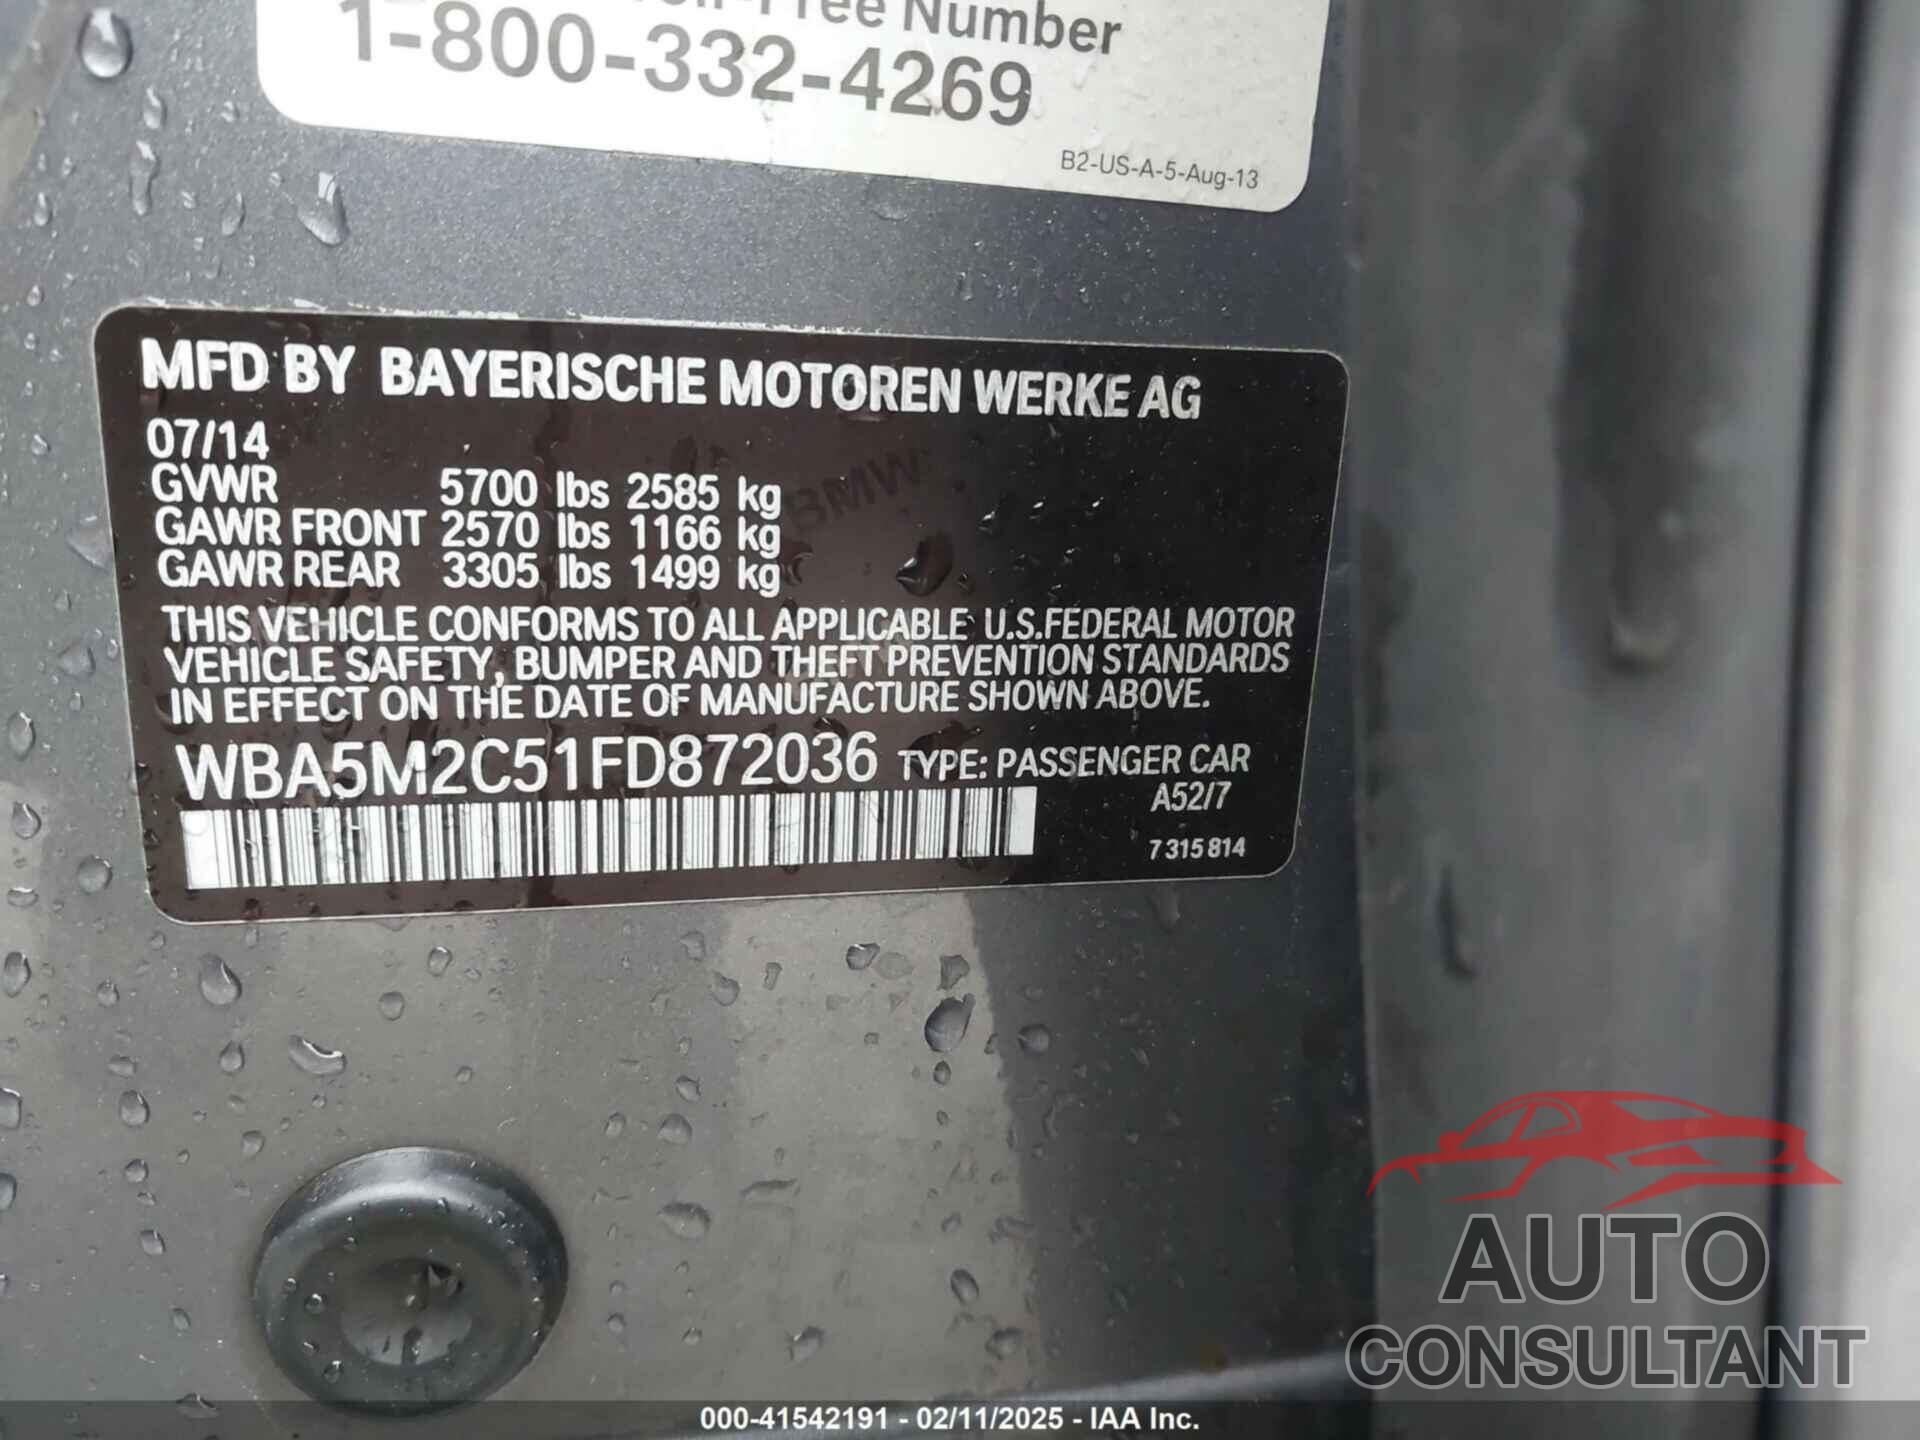 Free Number
1-800-332-4269
B2-US-A-5-Aug-13
MFD BY BAYERISCHE MOTOREN WERKE AG
07/14
GVWR 5700 lbs 2585 kg
GAWR FRONT 2570 lbs 1166 kg
GAWR REAR 3305 lbs 1499 kg
BMW
THIS VEHICLE CONFORMS TO ALL APPLICABLE U.S.FEDERAL MOTOR
VEHICLE SAFETY, BUMPER AND THEFT PREVENTION STANDARDS
IN EFFECT ON THE DATE OF MANUFACTURE SHOWN ABOVE.
WBA5M2C51FD872036 TYPE: PASSENGER CAR
A52/7
7 315 814
AUTO
CONSULTANT
000-41542191 - 02/11/2025 - IAA Inc.